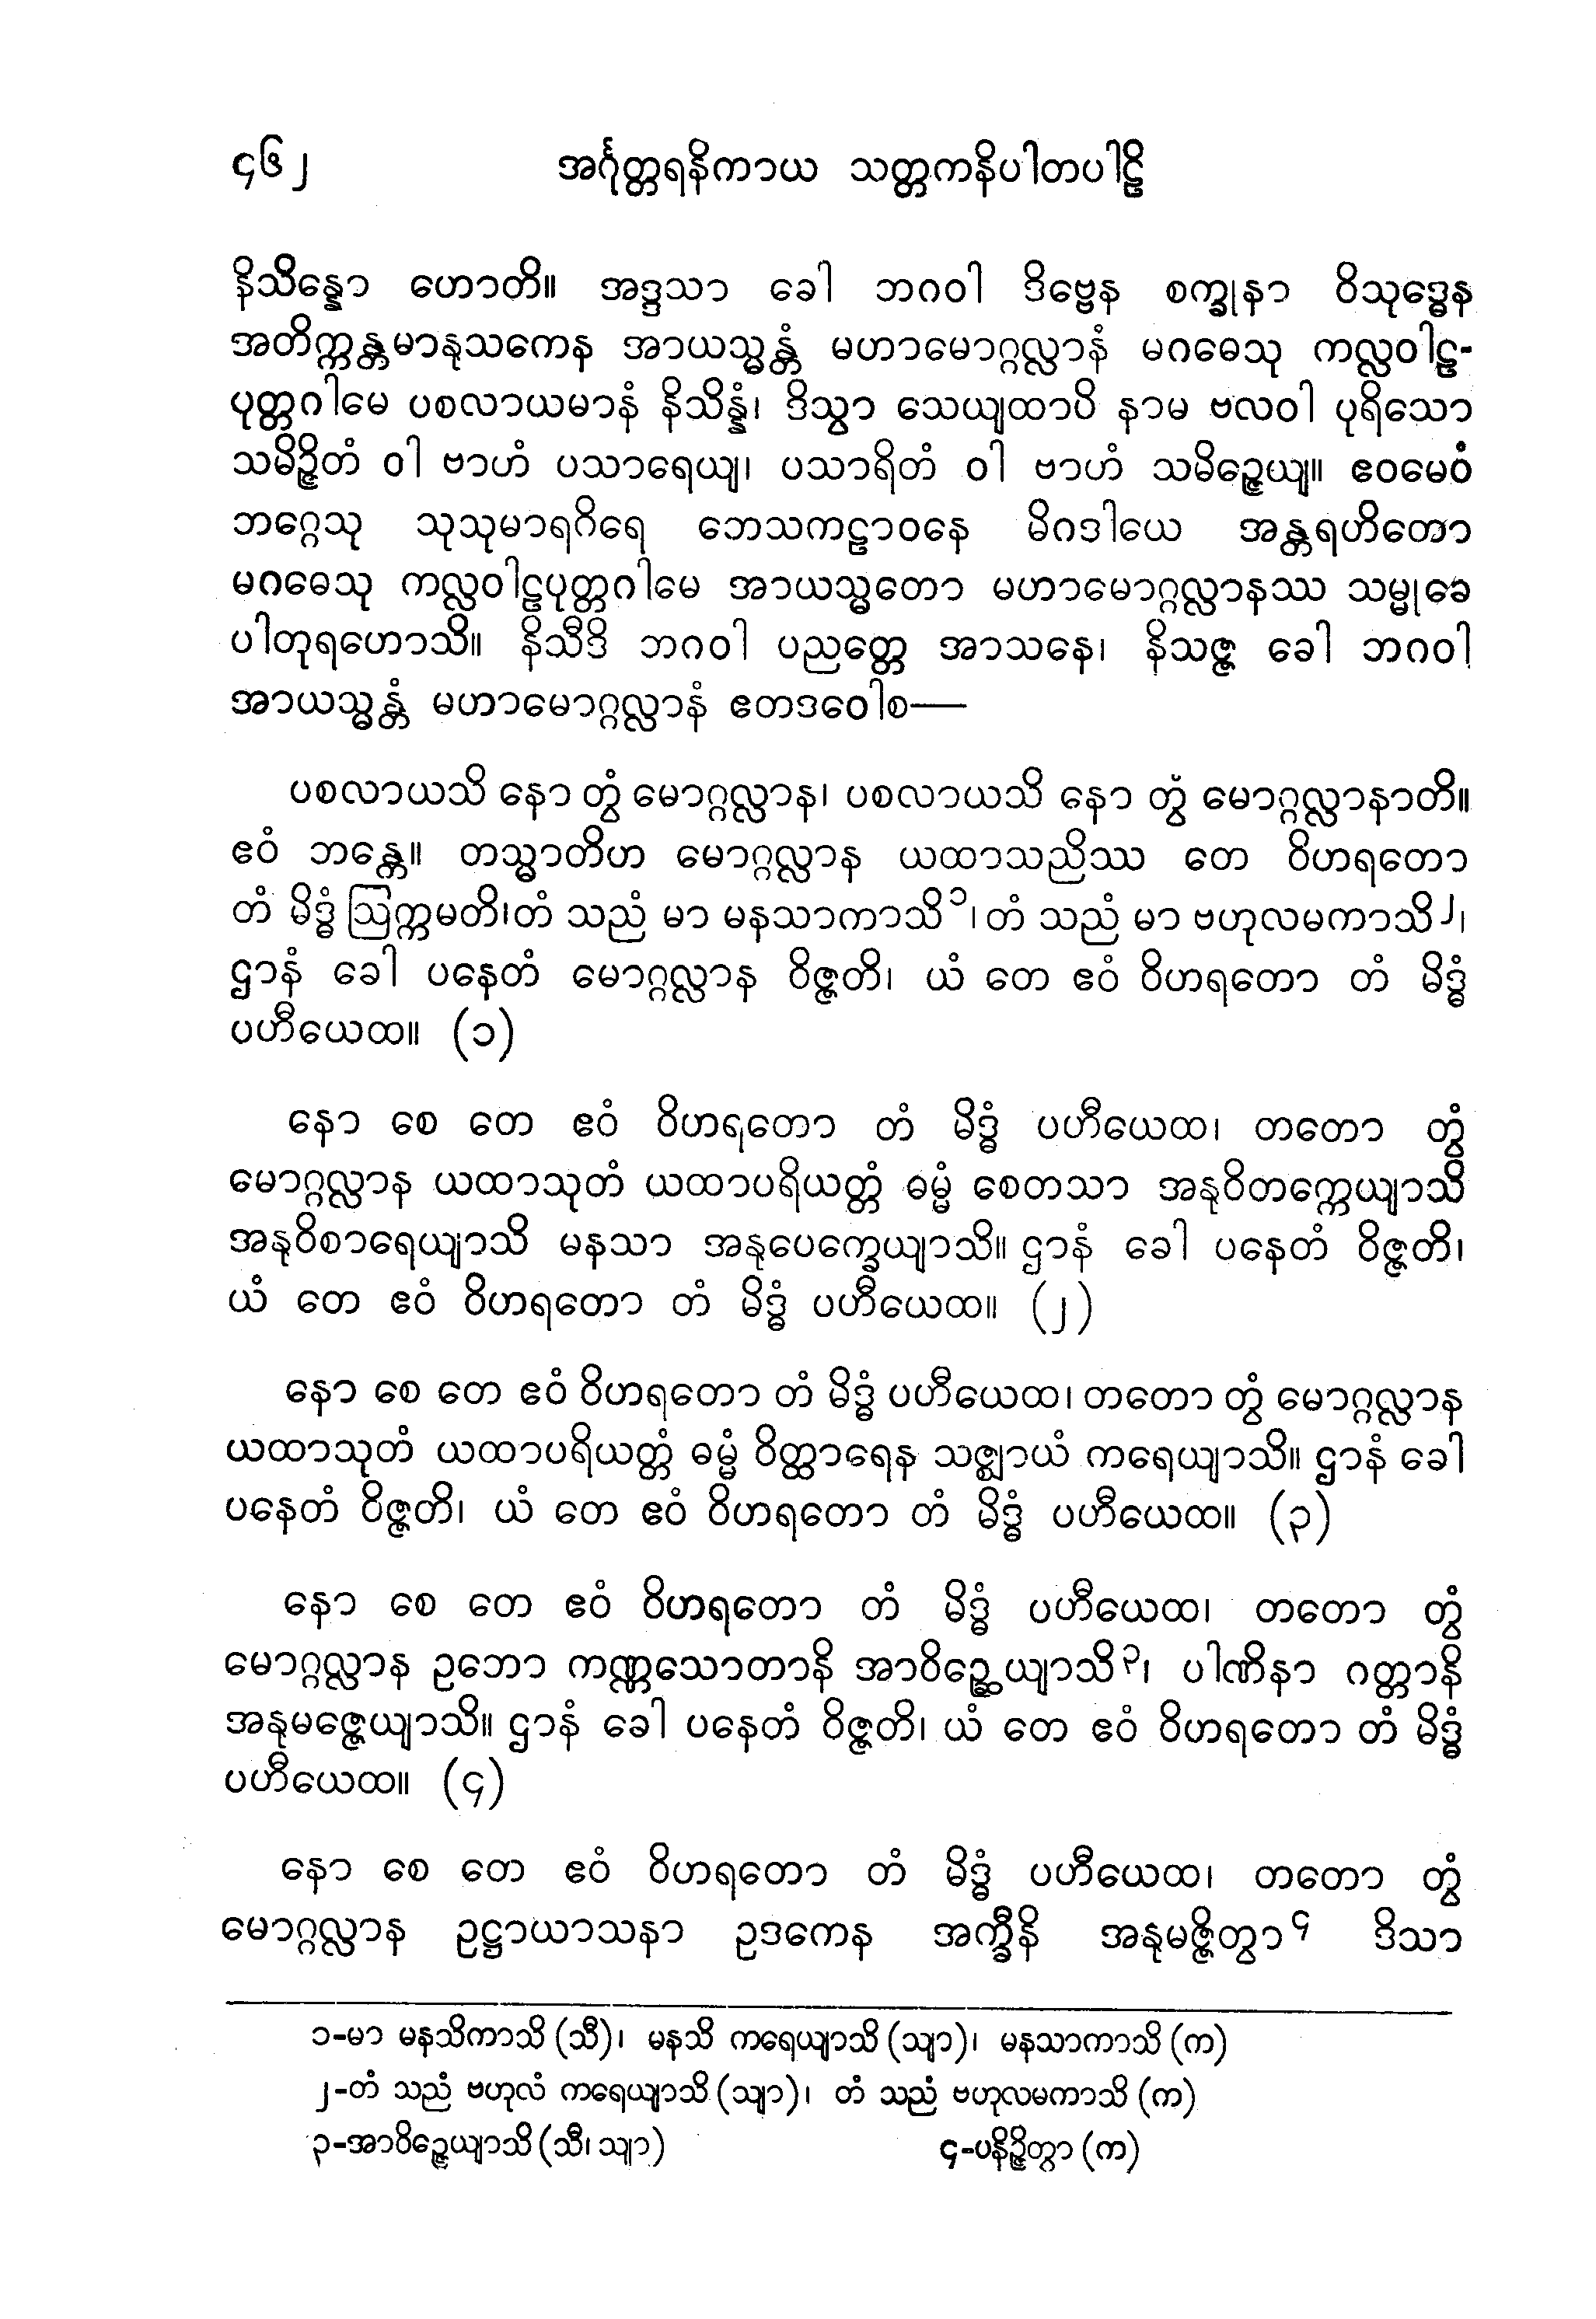 ၄၆၂ အင်္ဂုတ္တရနိကာယ သတ္တကနိပါတပါဠိ
နိသိန္နော ဟောတိ။ အဒ္ဒသာ ခေါ ဘဂဝါ ဒိဗ္ဗေန စက္ခုနာ ဝိသုဒ္ဓေန
အတိက္ကန္တမာနုသကေန အာယသ္မန္တံ မဟာမောဂ္ဂလ္လာနံ မဂဓေသု ကလ္လဝါဠ-
ပုတ္တဂါမေ ပစလာယမာနံ နိသိန္နံ၊ ဒိသွာ သေယျထာပိ နာမ ဗလဝါ ပုရိသော
သမိဉ္ဇိတံ ဝါ ဗာဟံ ပသာရေယျ၊ ပသာရိတံ ဝါ ဗာဟံ သမိဉ္ဇေယျ။ ဧဝမေဝံ
ဘဂ္ဂေသု သုသုမာရဂိရေ ဘေသကဠာဝနေ မိဂဒါယေ အန္တရဟိတော
မဂဓေသု ကလ္လဝါဠပုတ္တဂါမေ အာယသ္မတော မဟာမောဂ္ဂလ္လာနဿ သမ္မုခေ
ပါတုရဟောသိ။ နိသီဒိ ဘဂဝါ ပညတ္တေ အာသနေ၊ နိသဇ္ဇ ခေါ ဘဂဝါ
အာယသ္မန္တံ မဟာမောဂ္ဂလ္လာနံ ဧတဒဝေါစ—
ပစလာယသိ နော တွံ မောဂ္ဂလ္လာန၊ ပစလာယသိ နော တွံ မောဂ္ဂလ္လာနာတိ။
ဧဝံ ဘန္တေ။ တသ္မာတိဟ မောဂ္ဂလ္လာန ယထာသညိဿ တေ ဝိဟရတော
တံ မိဒ္ဓံ ဩက္ကမတိ၊တံ သညံ မာ မနသာကာသိ၁၊ တံ သညံ မာ ဗဟုလမကာသိ၂၊
ဌာနံ ခေါ ပနေတံ မောဂ္ဂလ္လာန ဝိဇ္ဇတိ၊ ယံ တေ ဧဝံ ဝိဟရတော တံ မိဒ္ဓံ
ပဟီယေထ။ (၁)
နော စေ တေ ဧဝံ ဝိဟရတော တံ မိဒ္ဓံ ပဟီယေထ၊ တတော တွံ
မောဂ္ဂလ္လာန ယထာသုတံ ယထာပရိယတ္တံ ဓမ္မံ စေတသာ အနုဝိတက္ကေယျာသိ
အနုဝိစာရေယျာသိ မနသာ အနုပေက္ခေယျာသိ။ ဌာနံ ခေါ ပနေတံ ဝိဇ္ဇတိ၊
ယံ တေ ဧဝံ ဝိဟရတော တံ မိဒ္ဓံ ပဟီယေထ။ (၂)
နော စေ တေ ဧဝံ ဝိဟရတော တံ မိဒ္ဓံ ပဟီယေထ၊ တတော တွံ မောဂ္ဂလ္လာန
ယထာသုတံ ယထာပရိယတ္တံ ဓမ္မံ ဝိတ္ထာရေန သဇ္ဈာယံ ကရေယျာသိ။ ဌာနံ ခေါ
ပနေတံ ဝိဇ္ဇတိ၊ ယံ တေ ဧဝံ ဝိဟရတော တံ မိဒ္ဓံ ပဟီယေထ။ (၃)
နော စေ တေ ဧဝံ ဝိဟရတော တံ မိဒ္ဓံ ပဟီယေထ၊ တတော တွံ
မောဂ္ဂလ္လာန ဥဘော ကဏ္ဏသောတာနိ အာဝိဉ္ဆေယျာသိ၃၊ ပါဏိနာ ဂတ္တာနိ
အနုမဇ္ဇေယျာသိ။ ဌာနံ ခေါ ပနေတံ ဝိဇ္ဇတိ၊ ယံ တေ ဧဝံ ဝိဟရတော တံ မိဒ္ဓံ
ပဟီယေထ။ (၄)
နော စေ တေ ဧဝံ ဝိဟရတော တံ မိဒ္ဓံ ပဟီယေထ၊ တတော တွံ
မောဂ္ဂလ္လာန ဥဋ္ဌာယာသနာ ဥဒကေန အက္ခီနိ အနုမဇ္ဇိတွာ၄ ဒိသာ
၁-မာ မနသိကာသိ (သီ)၊ မနသိ ကရေယျာသိ (သျာ)၊ မနသာကာသိ (က)
၂-တံ သညံ ဗဟုလံ ကရေယျာသိ (သျာ)၊ တံ သညံ ဗဟုလမကာသိ (က)
၃-အာဝိဉ္ဇေယျာသိ (သီ၊ သျာ) ၄-ပနိဉ္ဇိတွာ (က)